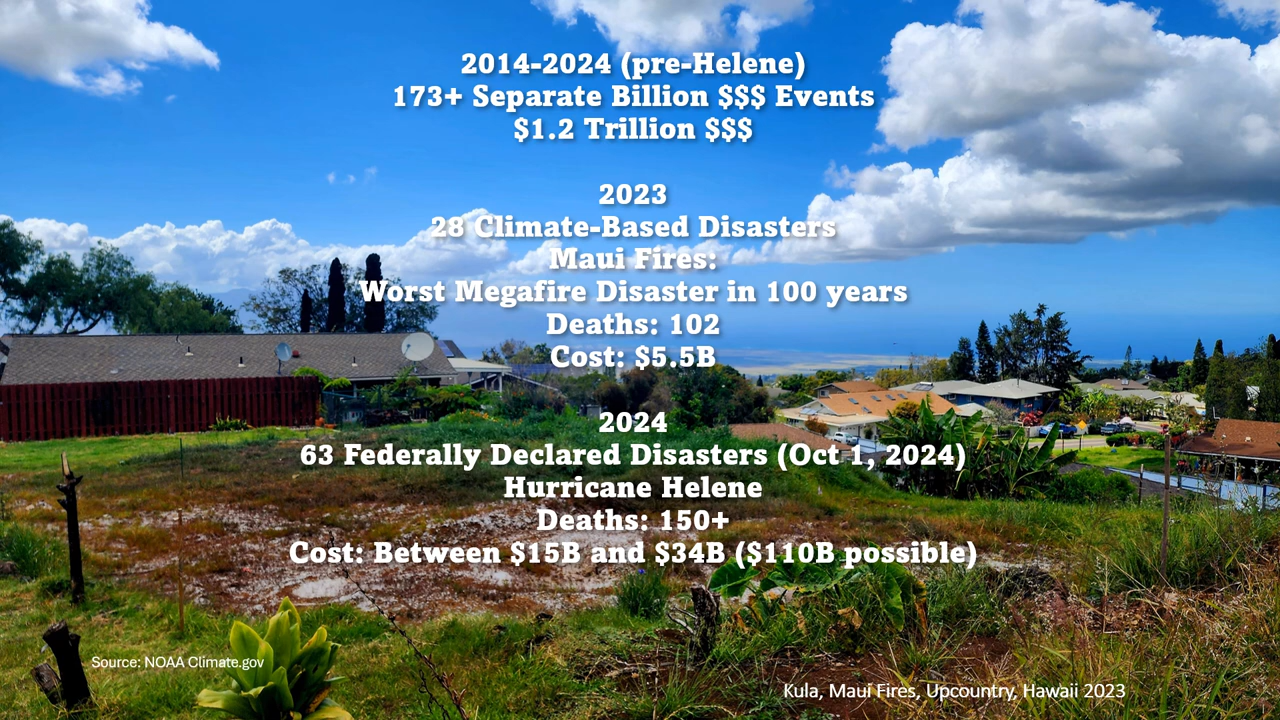 2014-2024 (pre-Helene)
173+ Separate Billion $$$ Events
$1.2 Trillion $$$
2023
28 Climate-Based Disasters
Maui Fires:
Worst Megafire Disaster in 100 years
Deaths: 102
Cost: $5.5B
2024
63 Federally Declared Disasters (Oct 1, 2024)
Hurricane Helene
Deaths: 150+
Cost: Between $15B and $34B ($110B possible)
Source: NOAA Climate.gov
Kula, Maui Fires, Upcountry, Hawaii 2023